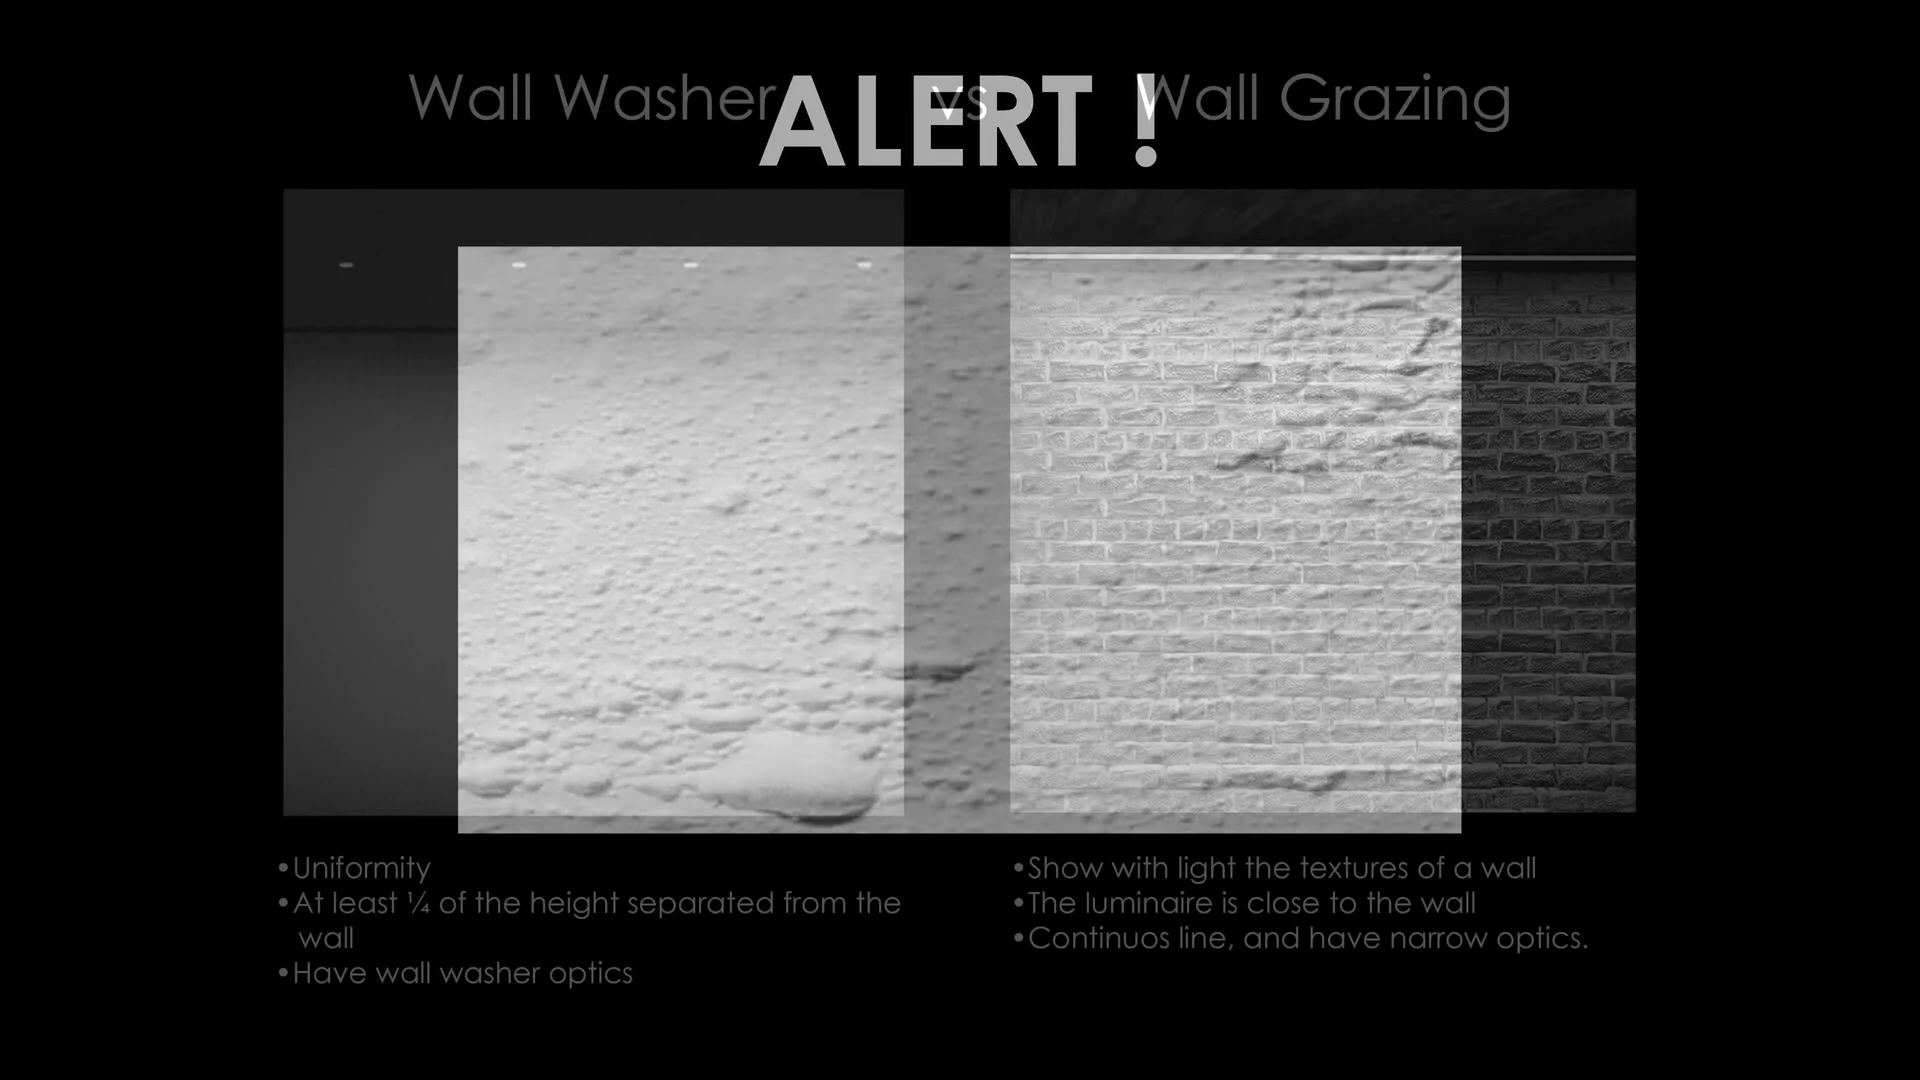 Wall Washer vs Wall Grazing
ALERT !
•Uniformity
•At least ¼ of the height separated from the
wall
•Have wall washer optics
•Show with light the textures of a wall
•The luminaire is close to the wall
•Continuos line, and have narrow optics.